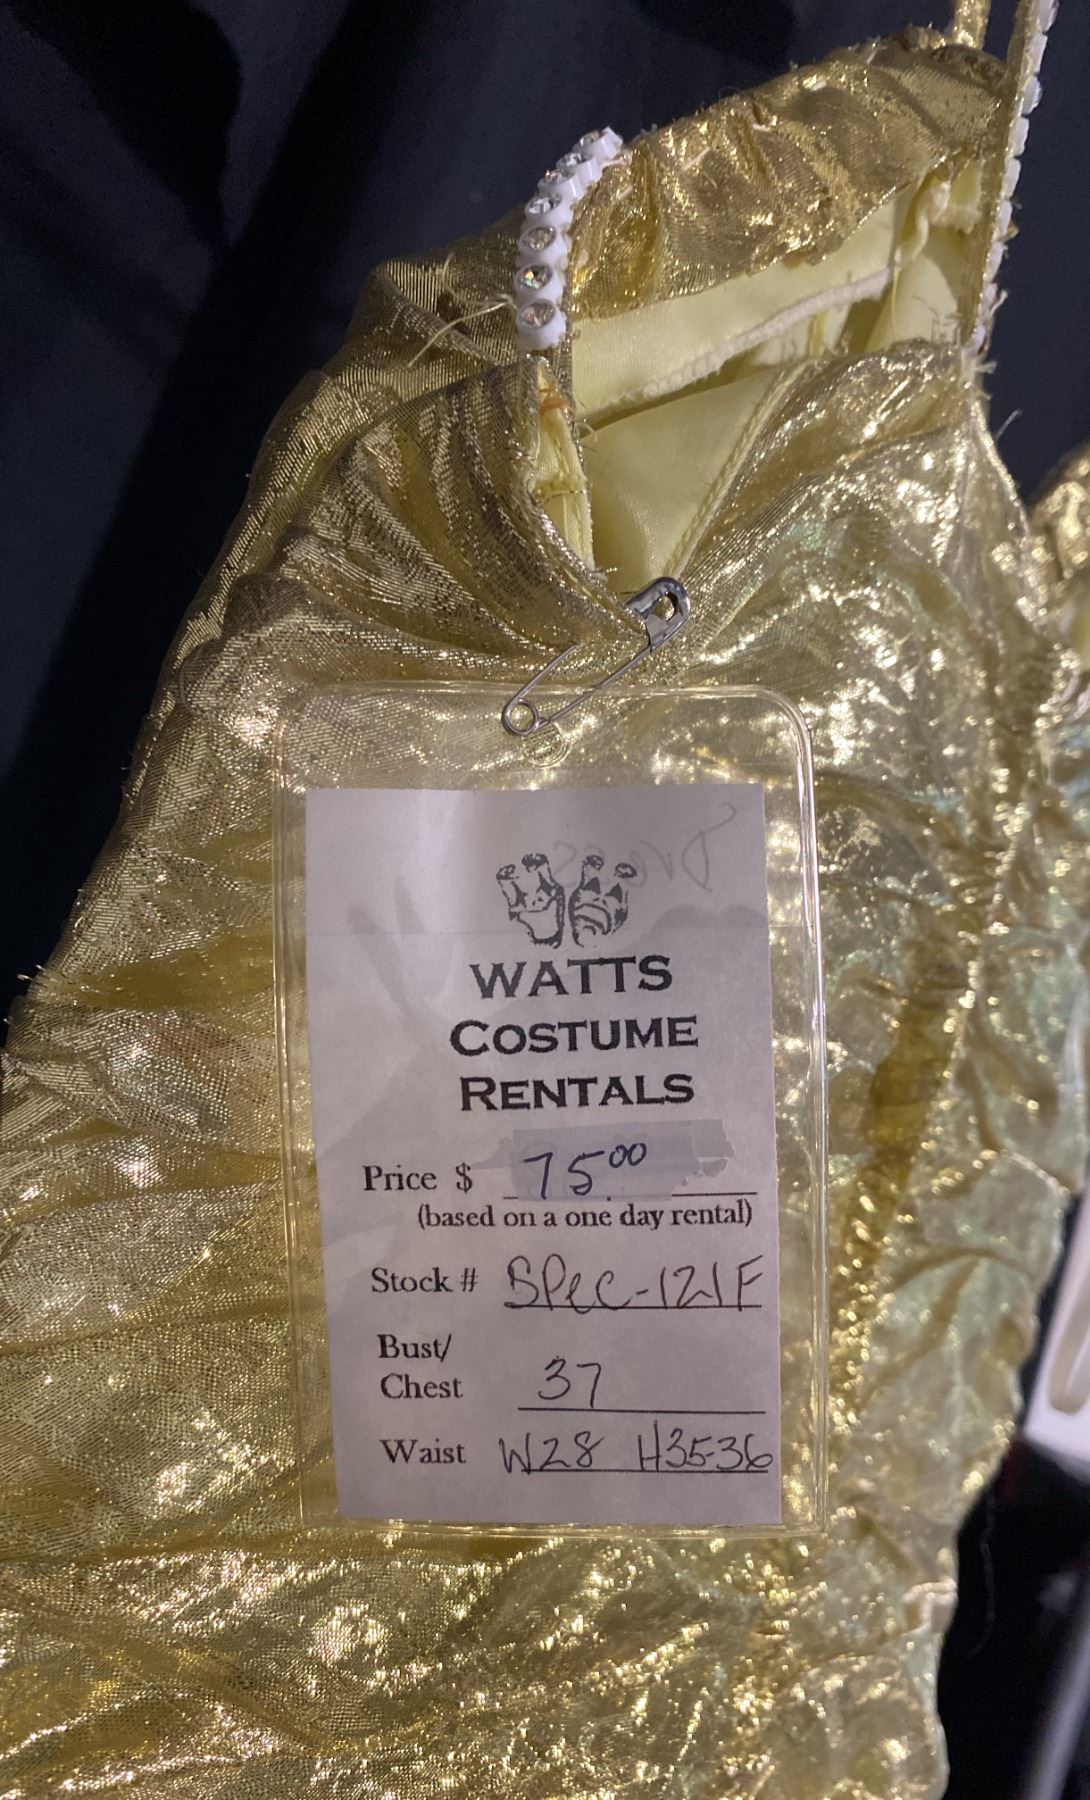 WATTS
COSTUME
RENTALS
Price $ 75.00
(based on a one day rental)
Stock # SPec-121F
Bust/
Chest 37
Waist W28 H35-36